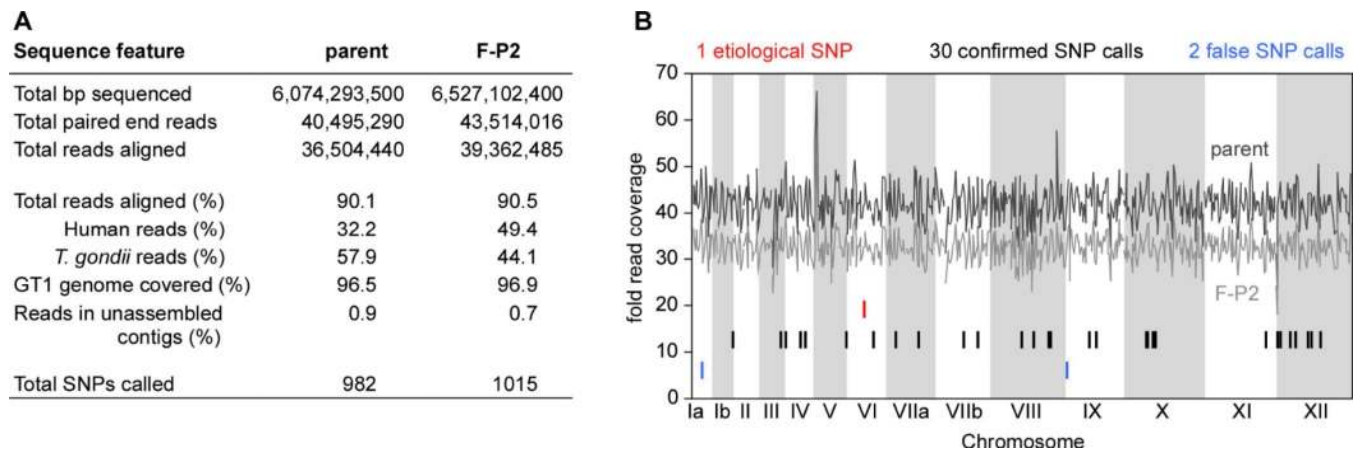 A
Sequence feature parent F-P2
Total bp sequenced 6,074,293,500 6,527,102,400
Total paired end reads 40,495,290 43,514,016
Total reads aligned 36,504,440 39,362,485
Total reads aligned (%) 90.1 90.5
Human reads (%) 32.2 49.4
T. gondii reads (%) 57.9 44.1
GT1 genome covered (%) 96.5 96.9
Reads in unassembled 0.9 0.7
contigs (%)
Total SNPs called 982 1015
B
1 etiological SNP 30 confirmed SNP calls 2 false SNP calls
fold read coverage
70
60
50
40
30
20
10
0
parent
F-P2
Ia Ib II III IV V VI VIIa VIIb VIII IX X XI XII
Chromosome